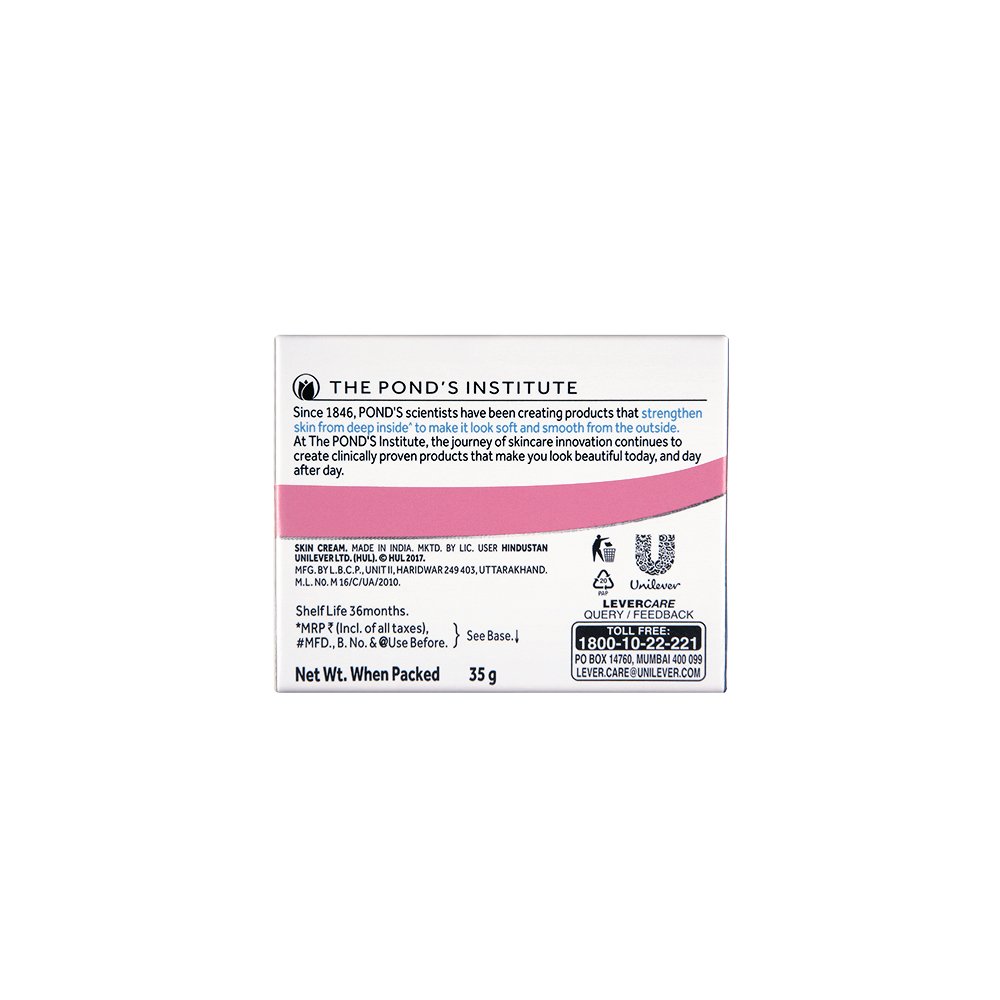 THE POND'S INSTITUTE
Since 1846, POND'S scientists have been creating products that strengthen
skin from deep inside^ to make it look soft and smooth from the outside.
At The POND'S Institute, the journey of skincare innovation continues to
create clinically proven products that make you look beautiful today, and day
after day.
SKIN CREAM. MADE IN INDIA. MKTD. BY LIC. USER HINDUSTAN
UNILEVER LTD. (HUL). © HUL 2017.
MFG. BY L.B.C.P., UNIT II, HARIDWAR 249 403, UTTARAKHAND.
M.L. No. M 16/C/UA/2010.
Shelf Life 36months.
*MRP ₹ (Incl. of all taxes),
#MFD., B. No. & @Use Before.
See Base.↓
Net Wt. When Packed 35 g
20
PAP
Unilever
LEVERCARE
QUERY / FEEDBACK
TOLL FREE:
1800-10-22-221
PO BOX 14760, MUMBAI 400 099
LEVER.CARE@UNILEVER.COM